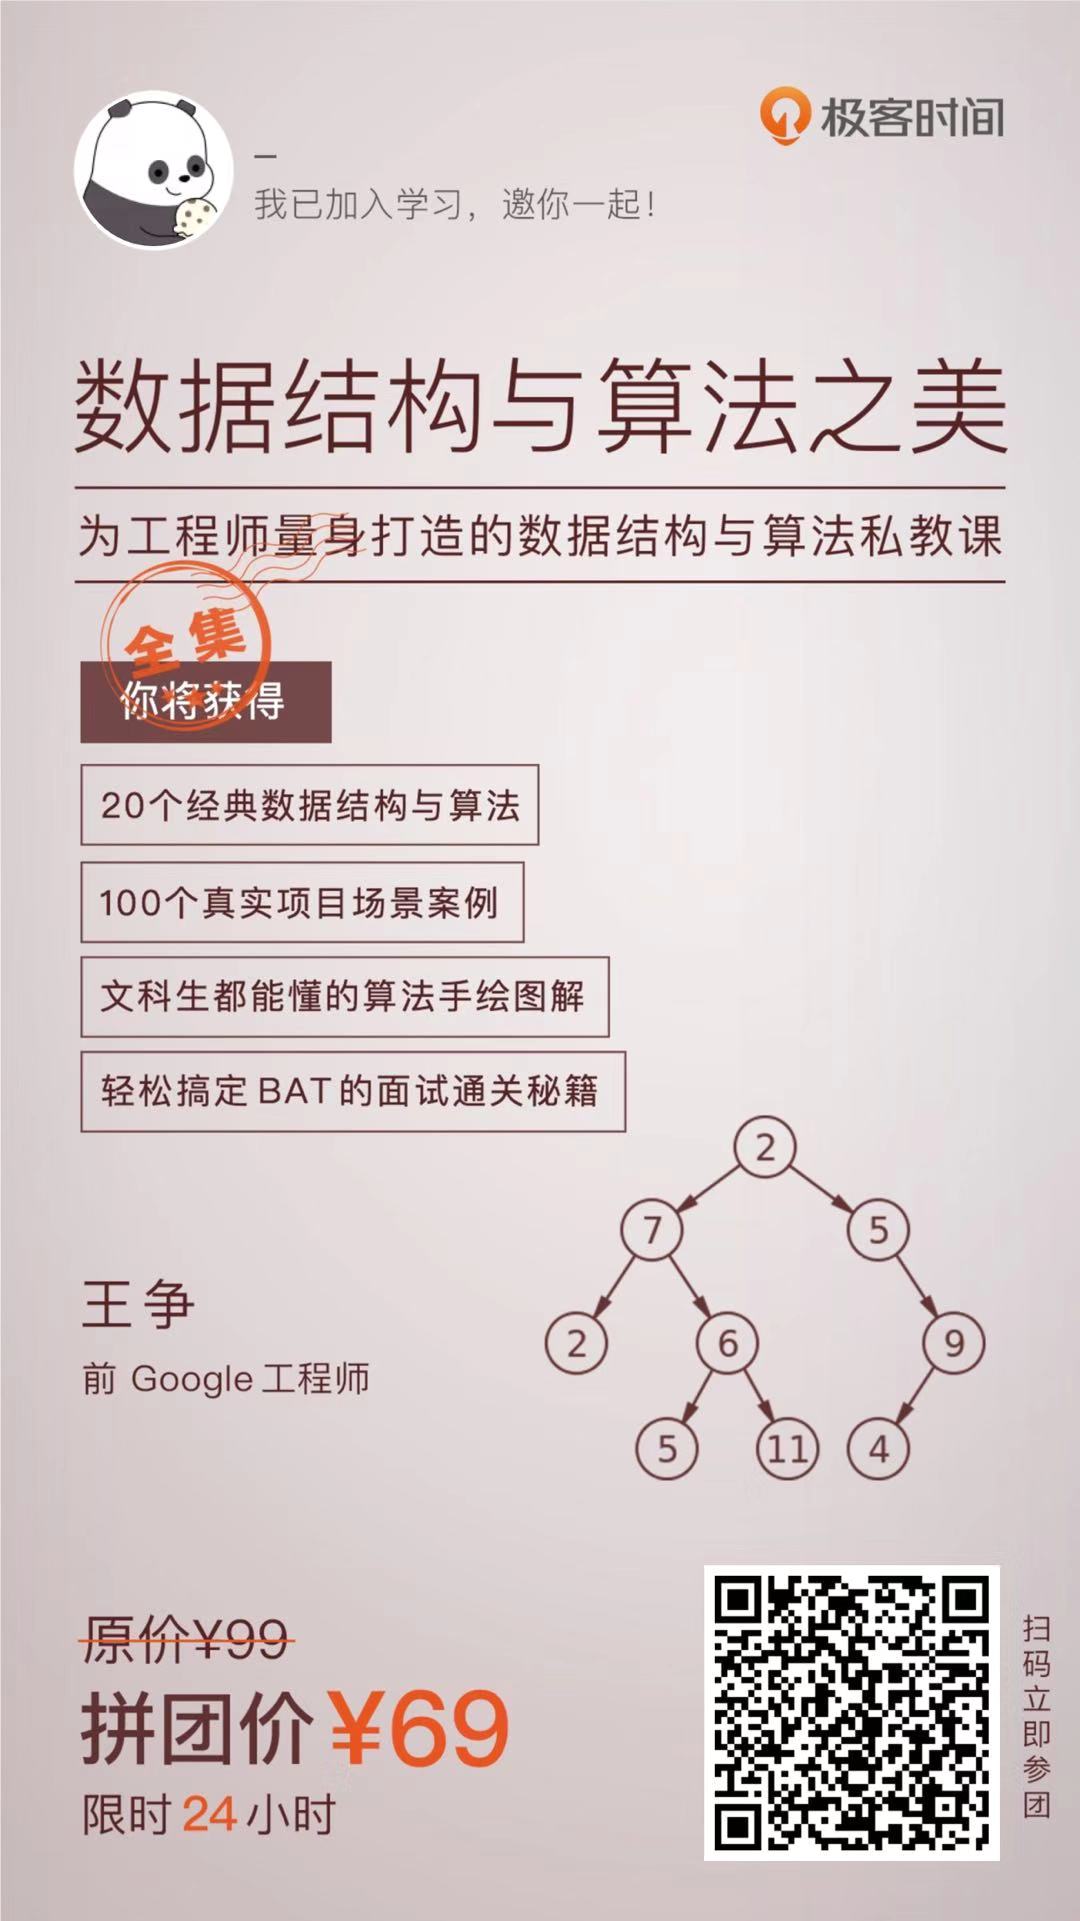 极客时间
–
我已加入学习，邀你一起！
数据结构与算法之美
为工程师量身打造的数据结构与算法私教课
全集
你将获得
20个经典数据结构与算法
100个真实项目场景案例
文科生都能懂的算法手绘图解
轻松搞定 BAT 的面试通关秘籍
2
7
5
2
6
9
5
11
4
王争
前 Google 工程师
原价¥99
拼团价¥69
限时 24 小时
扫码立即参团